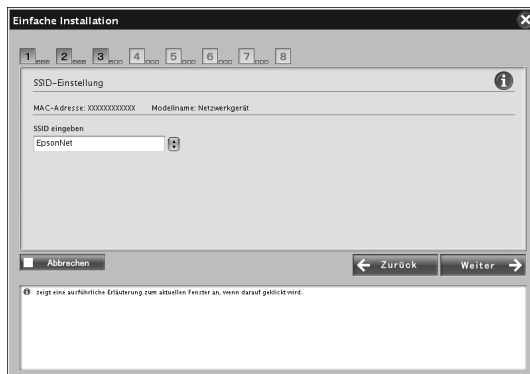 Einfache Installation
1 2 3 4 5 6 7 8
SSID-Einstellung
MAC-Adresse: XXXXXXXXXXXX Modellname: Netzwerkgerät
SSID eingeben
EpsonNet
Abbrechen
Zurück
Weiter
zeigt eine ausführliche Erläuterung zum aktuellen Fenster an, wenn darauf geklickt wird.